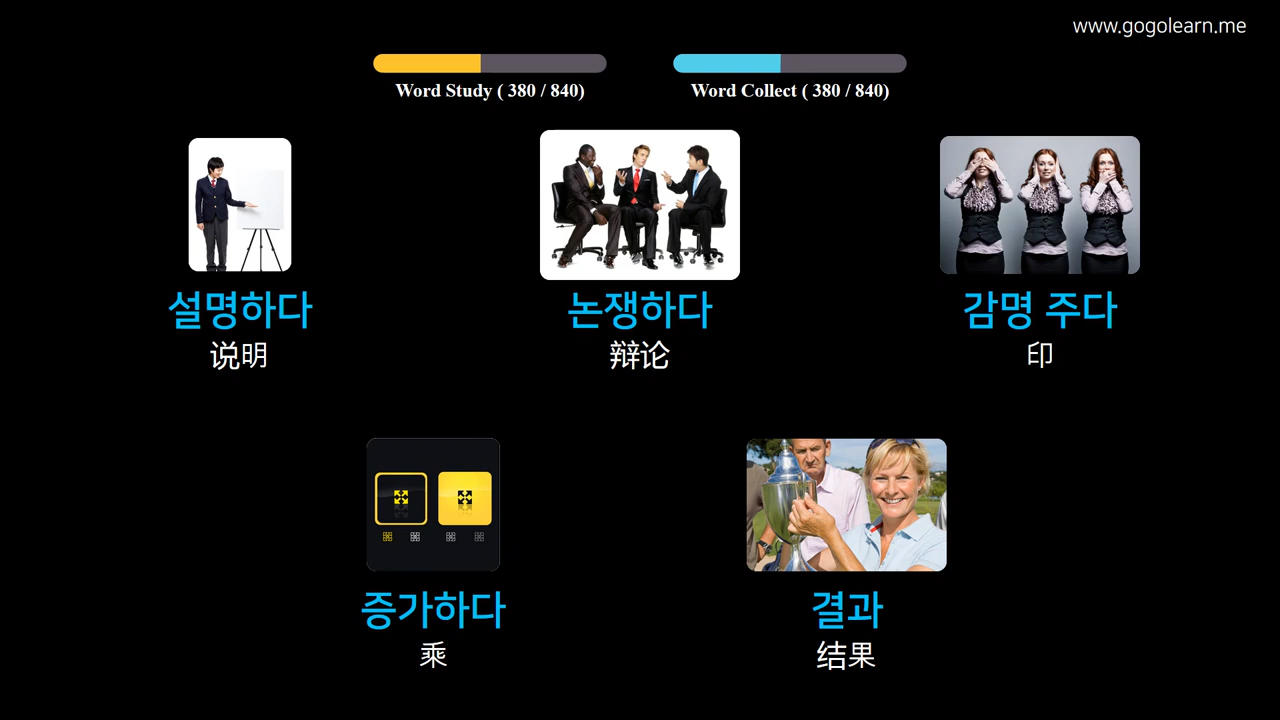 www.gogolearn.me
Word Study ( 380 / 840)
Word Collect ( 380 / 840)
설명하다
说明
논쟁하다
辩论
감명 주다
印
증가하다
乘
결과
结果